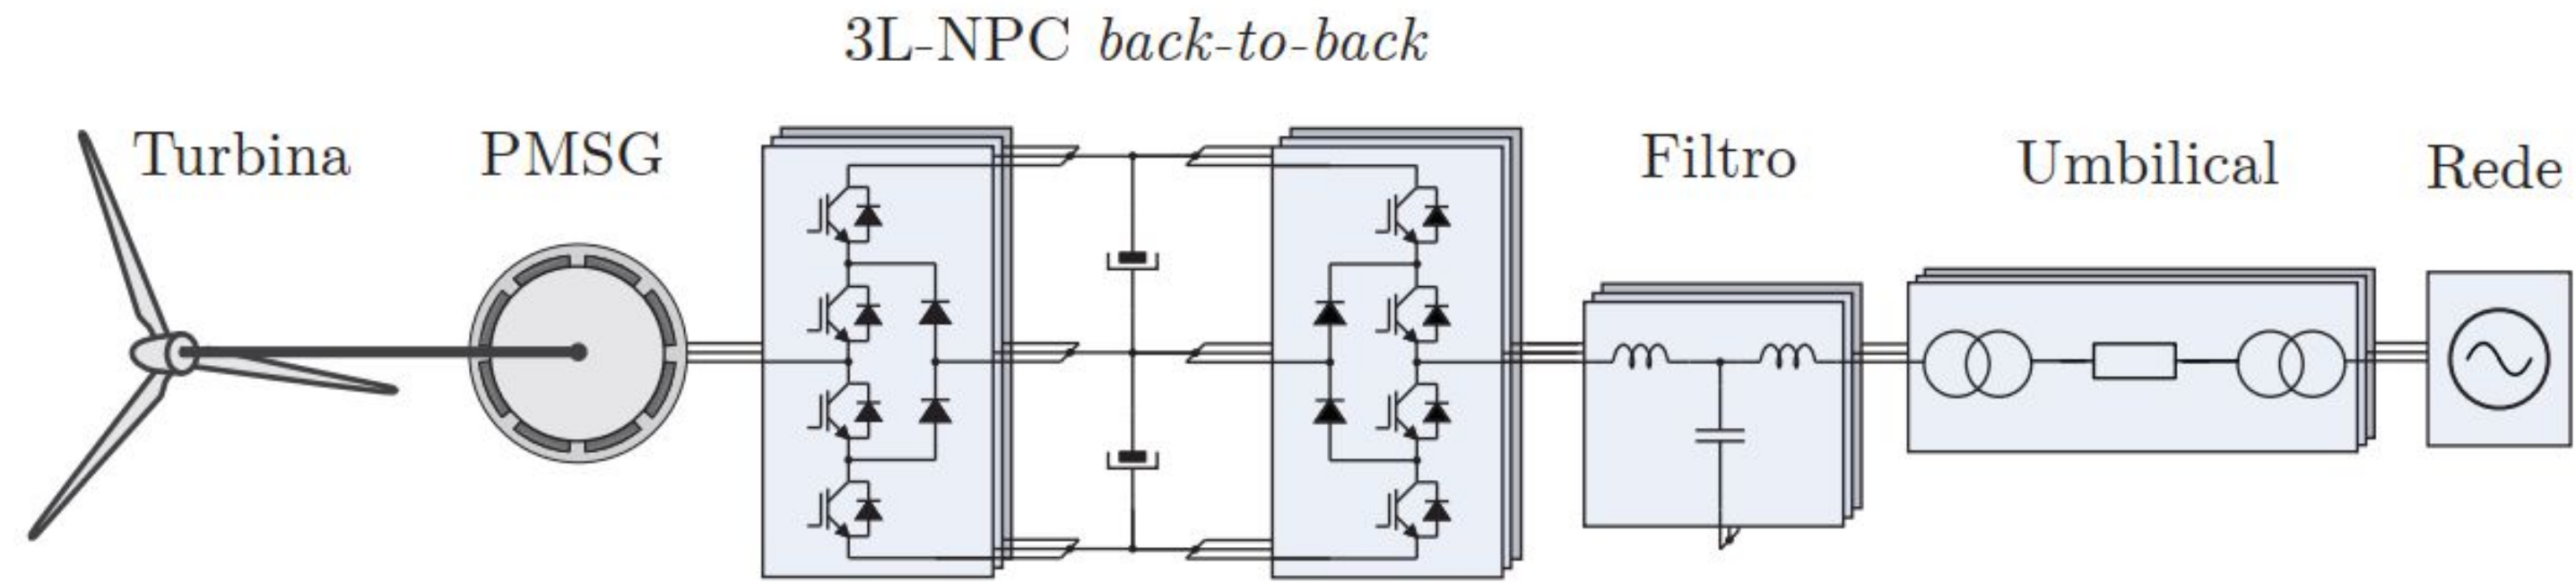 3L-NPC back-to-back
Turbina
PMSG
Filtro
Umbilical
Rede